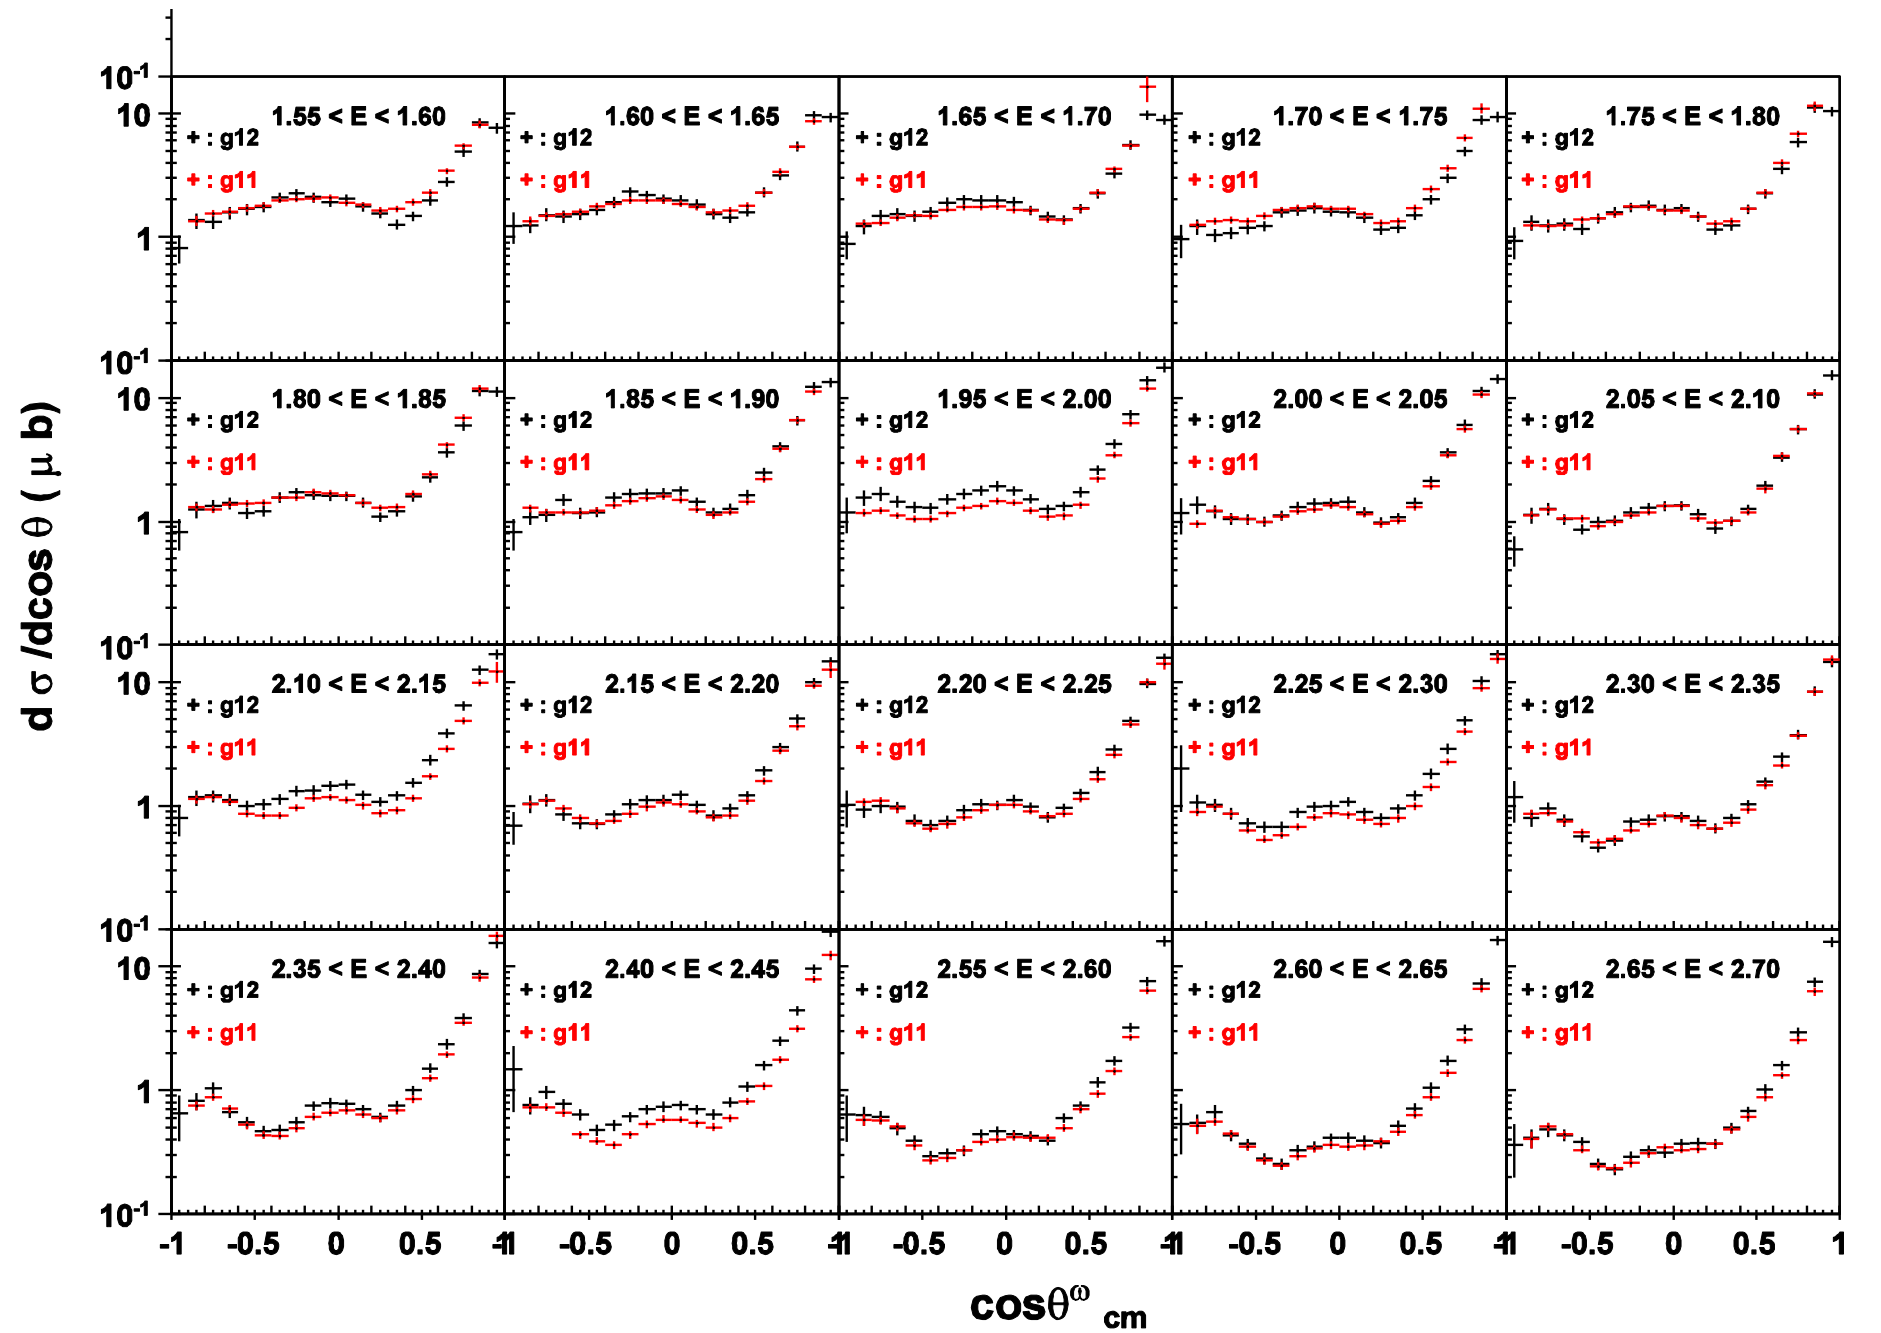 10-1
10
1.55 < E < 1.60
1.60 < E < 1.65
1.65 < E < 1.70
1.70 < E < 1.75
1.75 < E < 1.80
+ : g12
+ : g12
+ : g12
+ : g12
+ : g12
+ : g11
+ : g11
+ : g11
+ : g11
+ : g11
1
10-1
10
1.80 < E < 1.85
1.85 < E < 1.90
1.95 < E < 2.00
2.00 < E < 2.05
2.05 < E < 2.10
+ : g12
+ : g12
+ : g12
+ : g12
+ : g12
+ : g11
+ : g11
+ : g11
+ : g11
+ : g11
1
10-1
10
2.10 < E < 2.15
2.15 < E < 2.20
2.20 < E < 2.25
2.25 < E < 2.30
2.30 < E < 2.35
+ : g12
+ : g12
+ : g12
+ : g12
+ : g12
+ : g11
+ : g11
+ : g11
+ : g11
+ : g11
1
10-1
10
2.35 < E < 2.40
2.40 < E < 2.45
2.55 < E < 2.60
2.60 < E < 2.65
2.65 < E < 2.70
+ : g12
+ : g12
+ : g12
+ : g12
+ : g12
+ : g11
+ : g11
+ : g11
+ : g11
+ : g11
1
10-1
d σ /dcos θ ( μ b)
-1 -0.5 0 0.5 -1 1 -0.5 0 0.5 -1 1 -0.5 0 0.5 -1 1 -0.5 0 0.5 -1 1 -0.5 0 0.5 1
cosθω cm